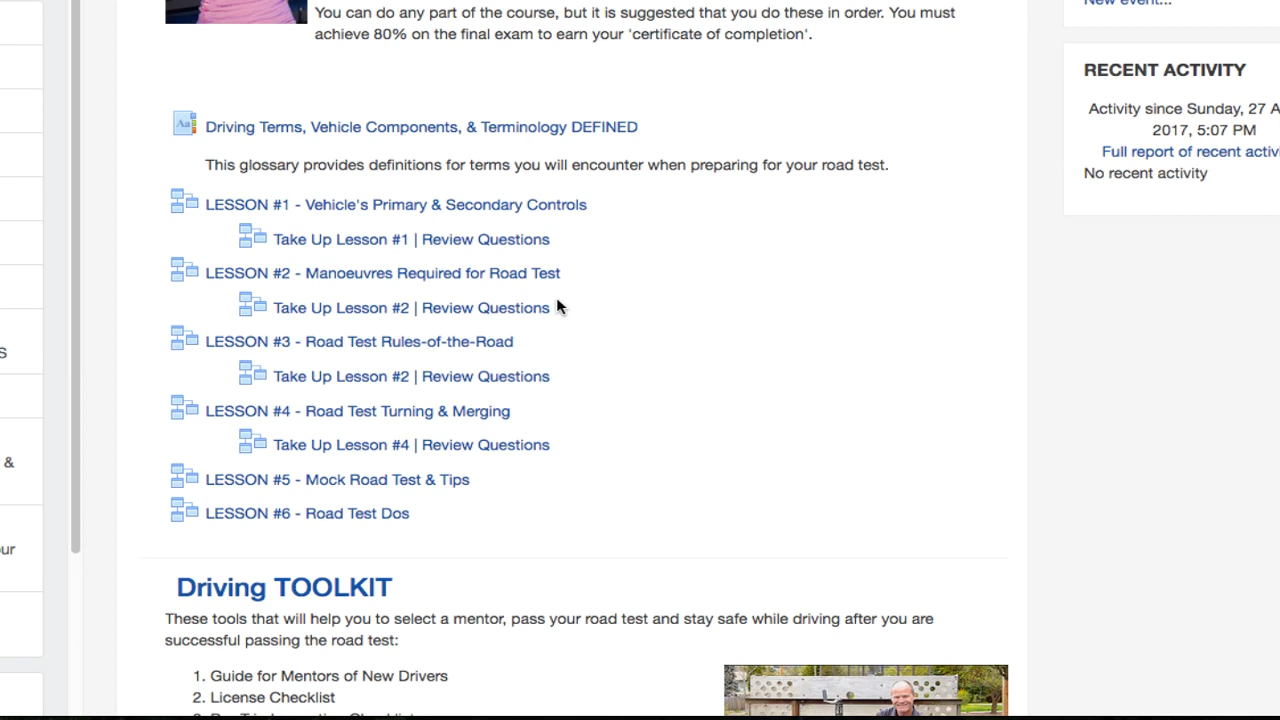 You can do any part of the course, but it is suggested that you do these in order. You must
achieve 80% on the final exam to earn your 'certificate of completion'.
Driving Terms, Vehicle Components, & Terminology DEFINED
This glossary provides definitions for terms you will encounter when preparing for your road test.
LESSON #1 - Vehicle's Primary & Secondary Controls
Take Up Lesson #1 | Review Questions
LESSON #2 - Manoeuvres Required for Road Test
Take Up Lesson #2 | Review Questions
LESSON #3 - Road Test Rules-of-the-Road
Take Up Lesson #2 | Review Questions
LESSON #4 - Road Test Turning & Merging
Take Up Lesson #4 | Review Questions
LESSON #5 - Mock Road Test & Tips
LESSON #6 - Road Test Dos
Driving TOOLKIT
These tools that will help you to select a mentor, pass your road test and stay safe while driving after you are
successful passing the road test:
1. Guide for Mentors of New Drivers
2. License Checklist
New event...
RECENT ACTIVITY
Activity since Sunday, 27 A
2017, 5:07 PM
Full report of recent activi
No recent activity
S
&
our